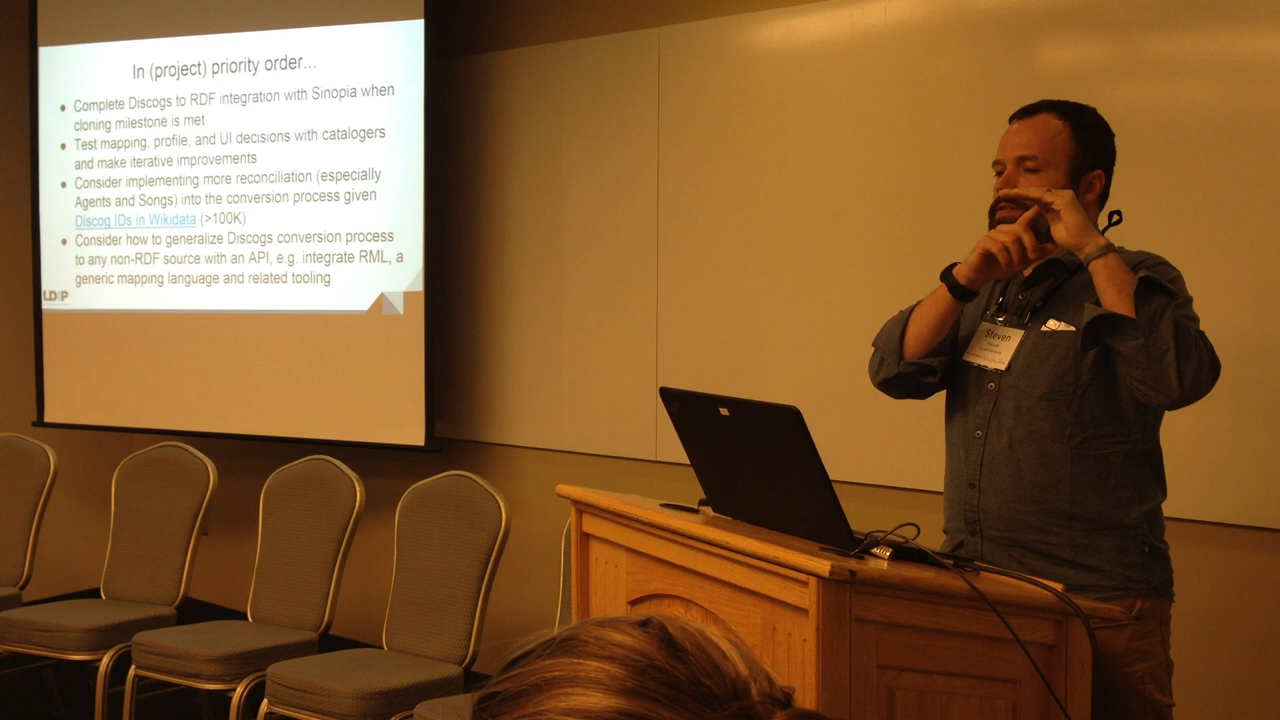 In (project) priority order...
● Complete Discogs to RDF integration with Sinopia when
cloning milestone is met
● Test mapping, profile, and UI decisions with catalogers
and make iterative improvements
● Consider implementing more reconciliation (especially
Agents and Songs) into the conversion process given
Discog IDs in Wikidata (>100K)
● Consider how to generalize Discogs conversion process
to any non-RDF source with an API, e.g. integrate RML, a
generic mapping language and related tooling
LD4P
Steven